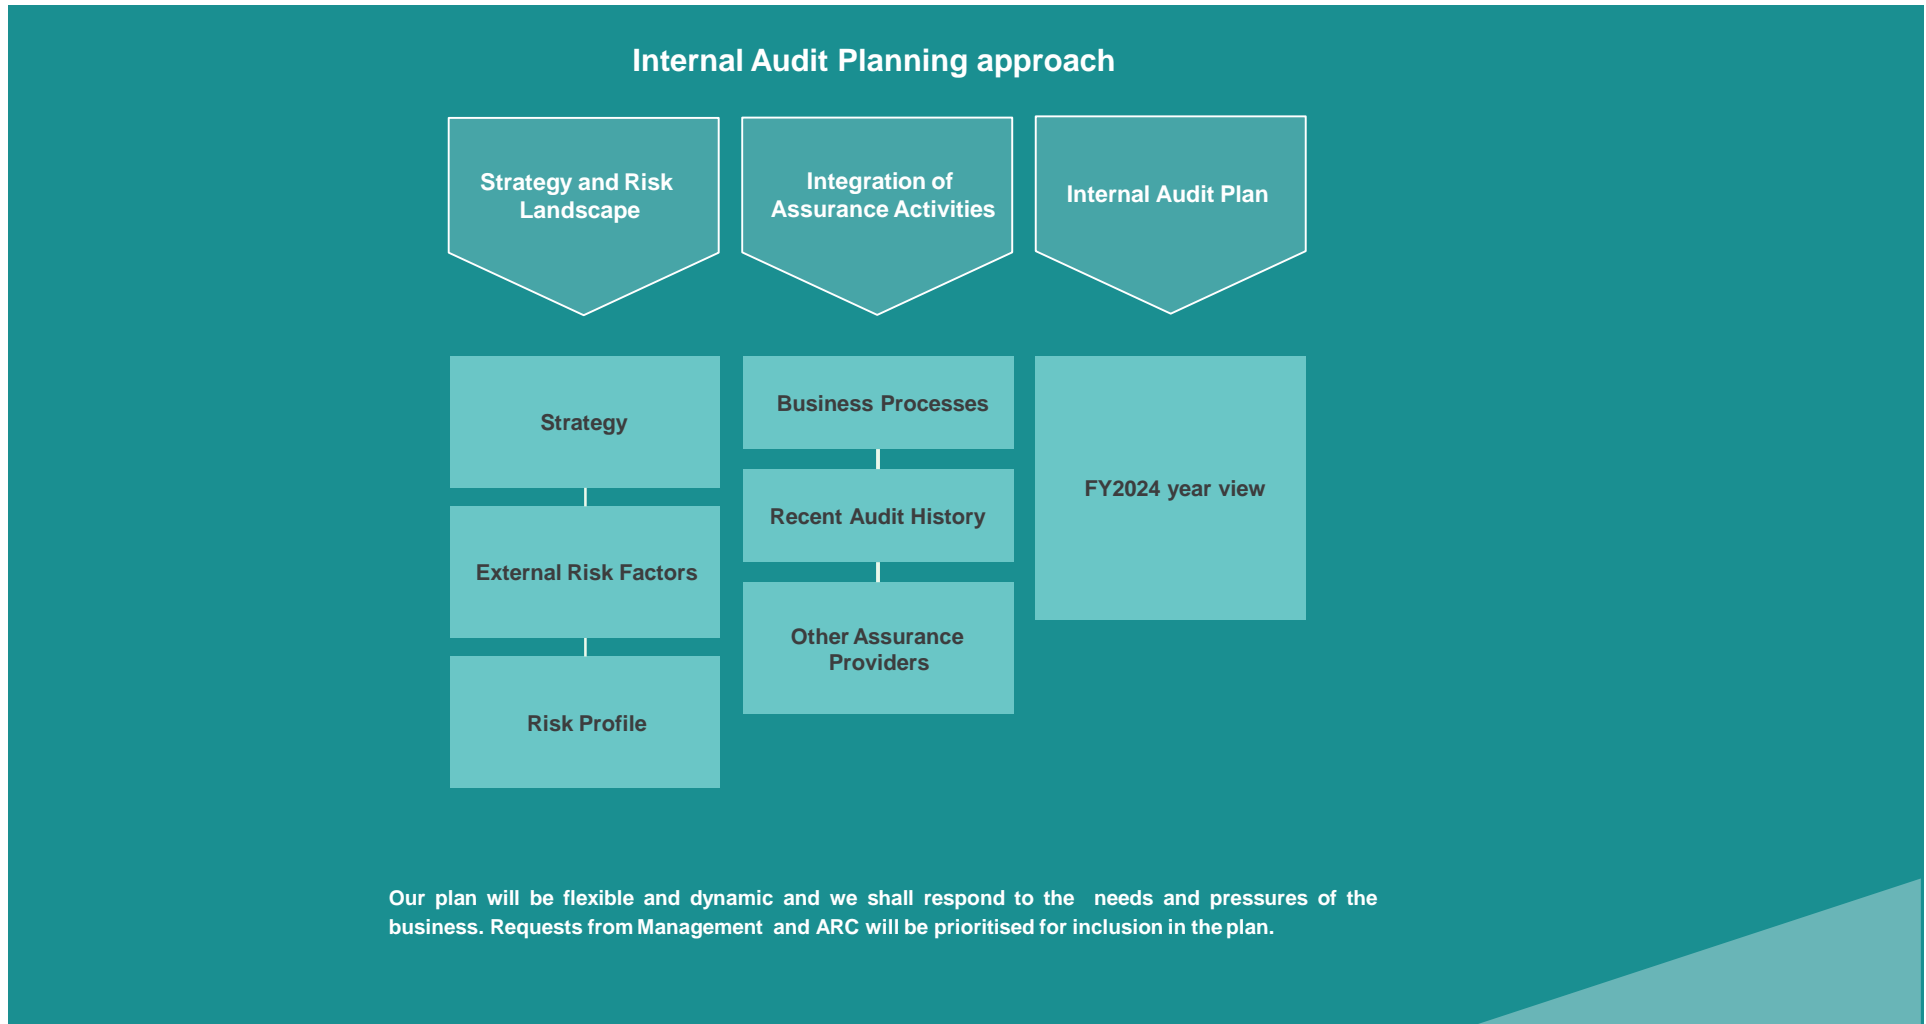 Internal Audit Planning approach
Strategy and Risk
Landscape
Integration of
Assurance Activities
Internal Audit Plan
Strategy
External Risk Factors
Risk Profile
Business Processes
Recent Audit History
Other Assurance
Providers
FY2024 year view
Our plan will be flexible and dynamic and we shall respond to the needs and pressures of the
business. Requests from Management and ARC will be prioritised for inclusion in the plan.